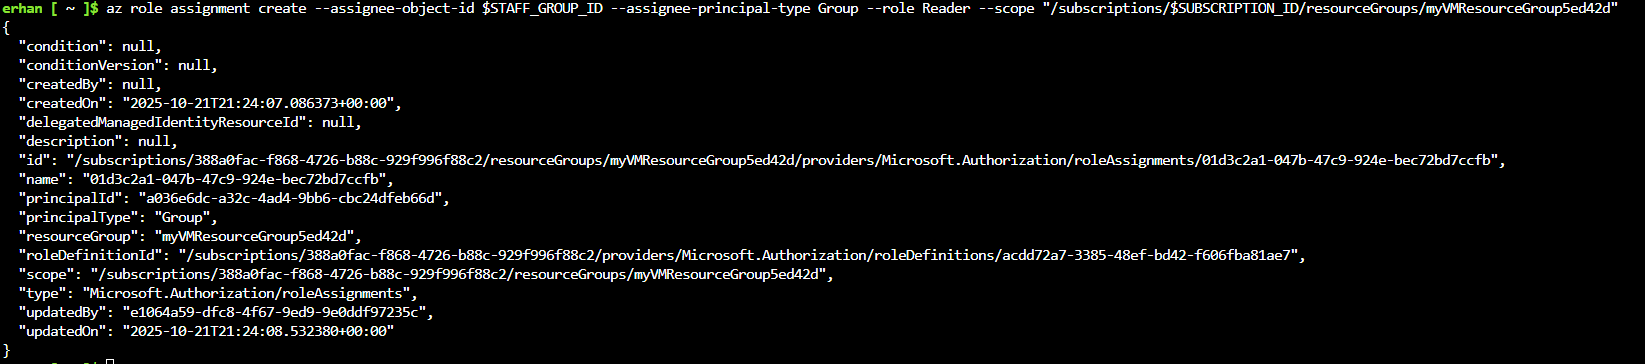 erhan [ ~ ]$ az role assignment create --assignee-object-id $STAFF_GROUP_ID --assignee-principal-type Group --role Reader --scope "/subscriptions/$SUBSCRIPTION_ID/resourceGroups/myVMResourceGroup5ed42d"
{
  "condition": null,
  "conditionVersion": null,
  "createdBy": null,
  "createdOn": "2025-10-21T21:24:07.086373+00:00",
  "delegatedManagedIdentityResourceId": null,
  "description": null,
  "id": "/subscriptions/388a0fac-f868-4726-b88c-929f996f88c2/resourceGroups/myVMResourceGroup5ed42d/providers/Microsoft.Authorization/roleAssignments/01d3c2a1-047b-47c9-924e-bec72bd7ccfb",
  "name": "01d3c2a1-047b-47c9-924e-bec72bd7ccfb",
  "principalId": "a036e6dc-a32c-4ad4-9bb6-cbc24dfeb66d",
  "principalType": "Group",
  "resourceGroup": "myVMResourceGroup5ed42d",
  "roleDefinitionId": "/subscriptions/388a0fac-f868-4726-b88c-929f996f88c2/providers/Microsoft.Authorization/roleDefinitions/acdd72a7-3385-48ef-bd42-f606fba81ae7",
  "scope": "/subscriptions/388a0fac-f868-4726-b88c-929f996f88c2/resourceGroups/myVMResourceGroup5ed42d",
  "type": "Microsoft.Authorization/roleAssignments",
  "updatedBy": "e1064a59-dfc8-4f67-9ed9-9e0ddf97235c",
  "updatedOn": "2025-10-21T21:24:08.532380+00:00"
}